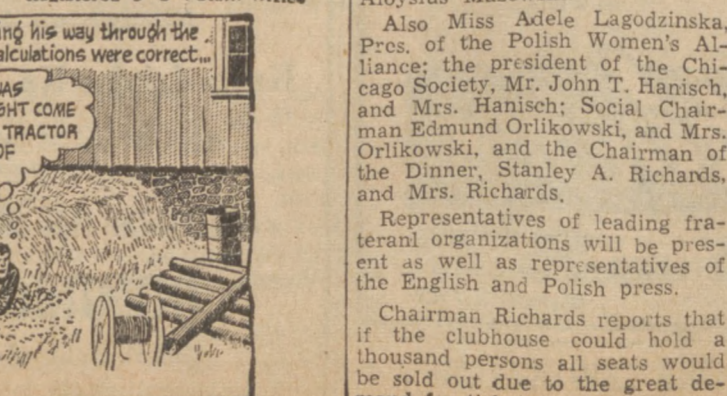 ng his way through the
alculations were correct...
AS
GHT COME
TRACTOR
OF
Also Miss Adele Lagodzinska,
Pres. of the Polish Women's Al-
liance; the president of the Chi-
cago Society, Mr. John T. Hanisch,
and Mrs. Hanisch; Social Chair-
man Edmund Orlikowski, and Mrs.
Orlikowski, and the Chairman of
the Dinner, Stanley A. Richards,
and Mrs. Richards.
Representatives of leading fra-
teranl organizations will be pres-
ent as well as representatives of
the English and Polish press.
Chairman Richards reports that
if the clubhouse could hold a
thousand persons all seats would
be sold out due to the great de-